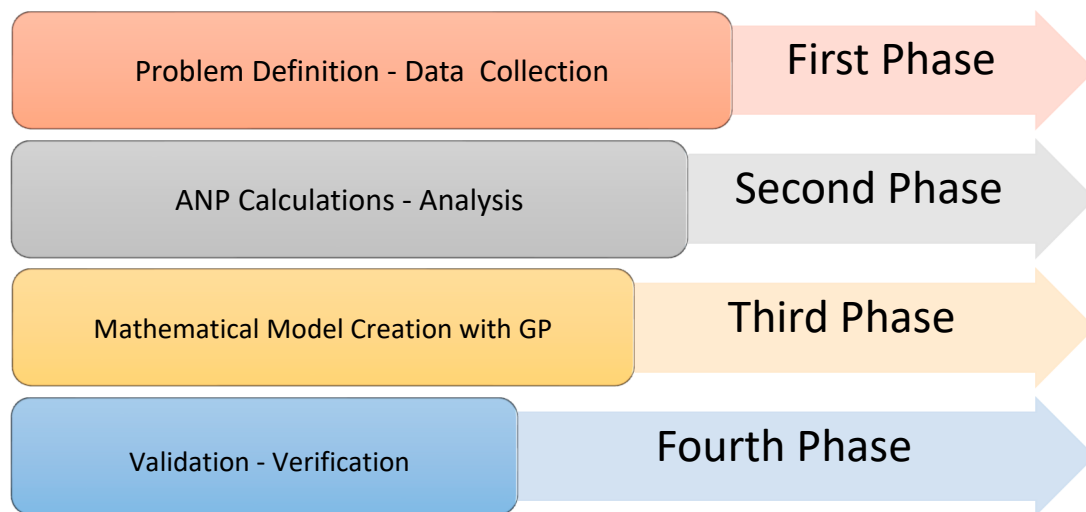 Problem Definition - Data Collection
First Phase
ANP Calculations - Analysis
Second Phase
Mathematical Model Creation with GP
Third Phase
Validation - Verification
Fourth Phase